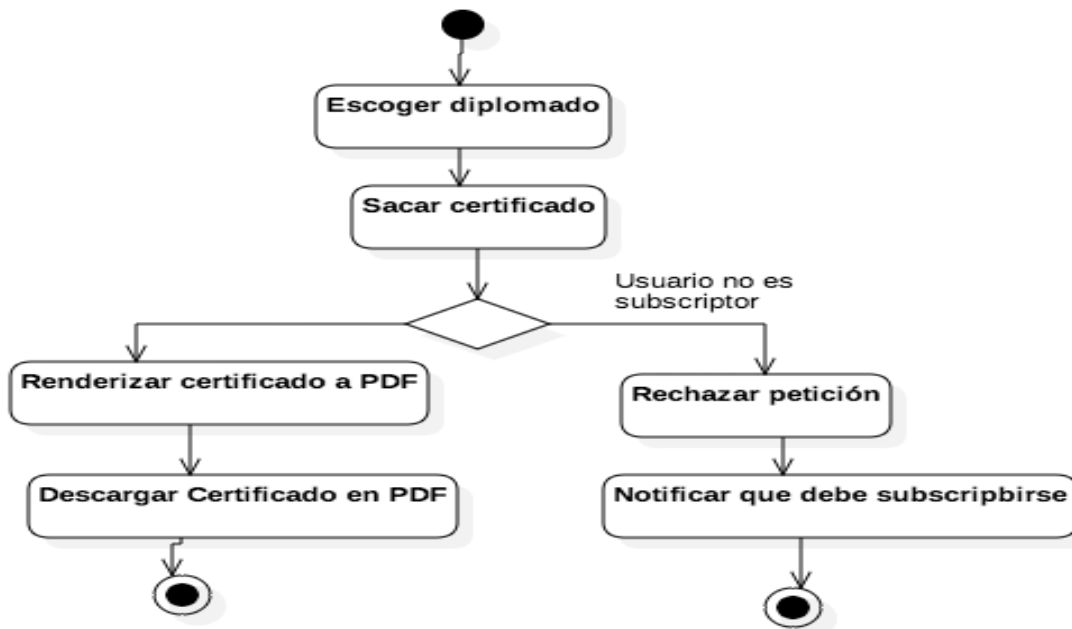 Escoger diplomado
Sacar certificado
Usuario no es
subscriptor
Renderizar certificado a PDF
Rechazar petición
Descargar Certificado en PDF
Notificar que debe subscripbirse